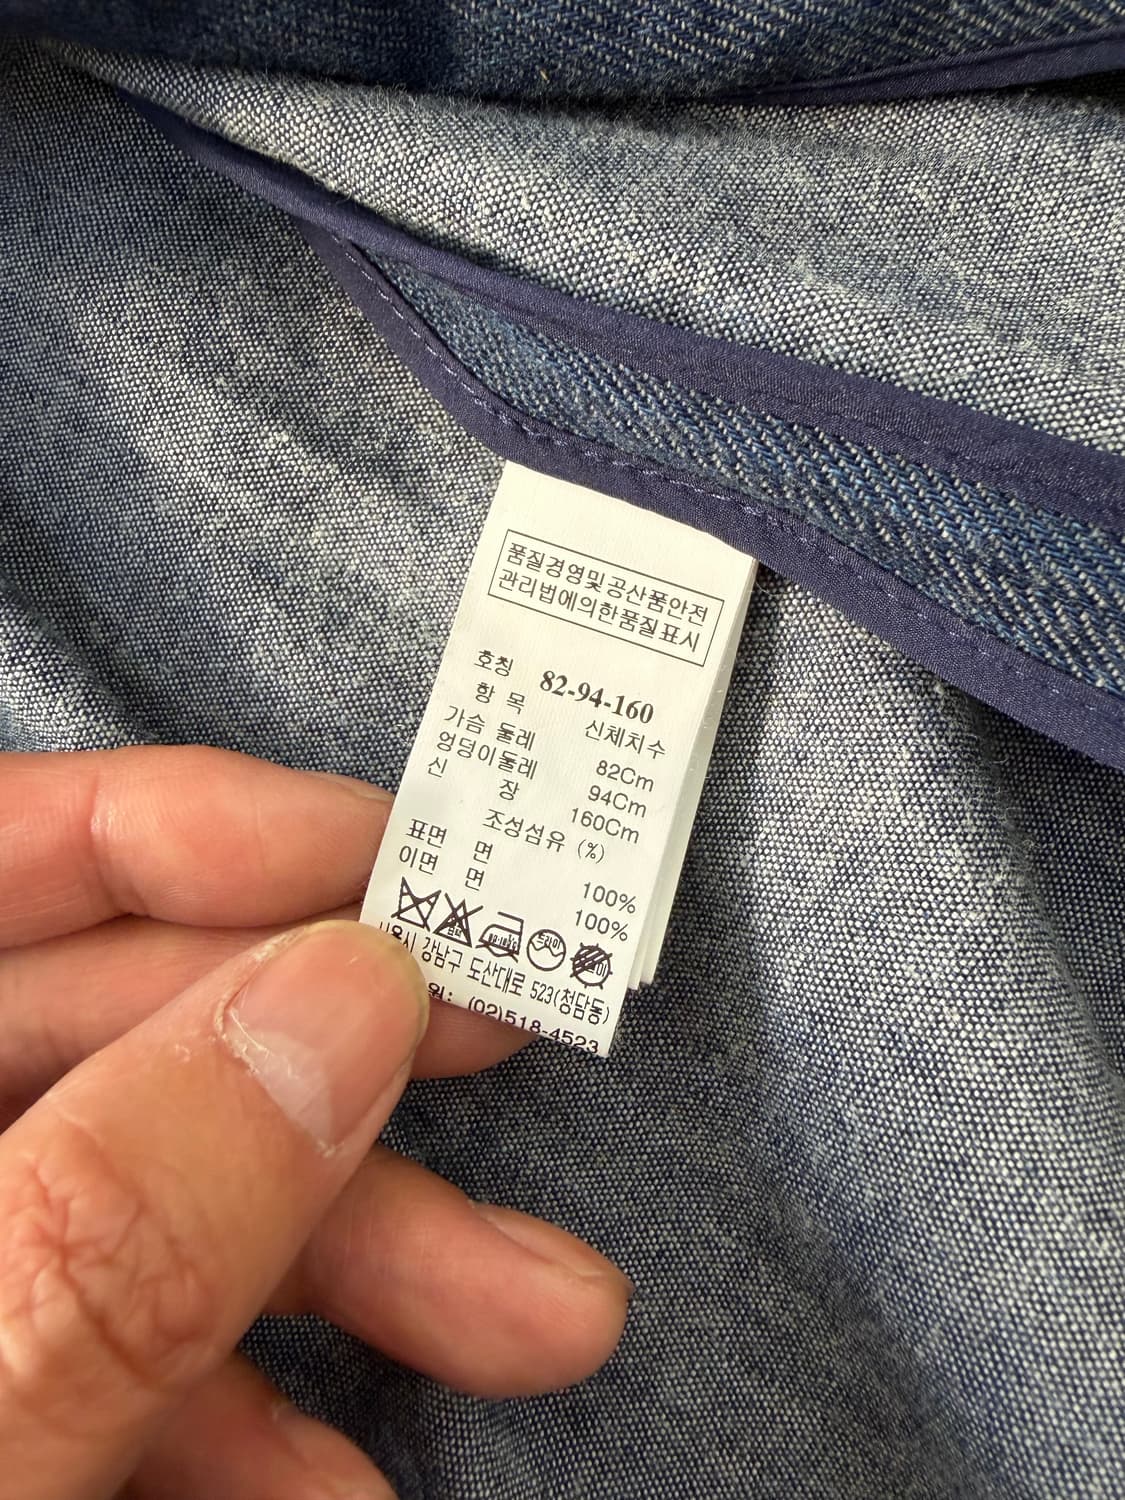 품질경영및공산품안전
관리법에의한품질표시
호칭 82-94-160
항 목 신체치수
가슴 둘레 82Cm
엉덩이둘레 94Cm
신 장 160Cm
조성섬유 (%)
표면 면 100%
이면 면 100%
드라이
강남구 도산대로 523(청담동)
(02)518-4523